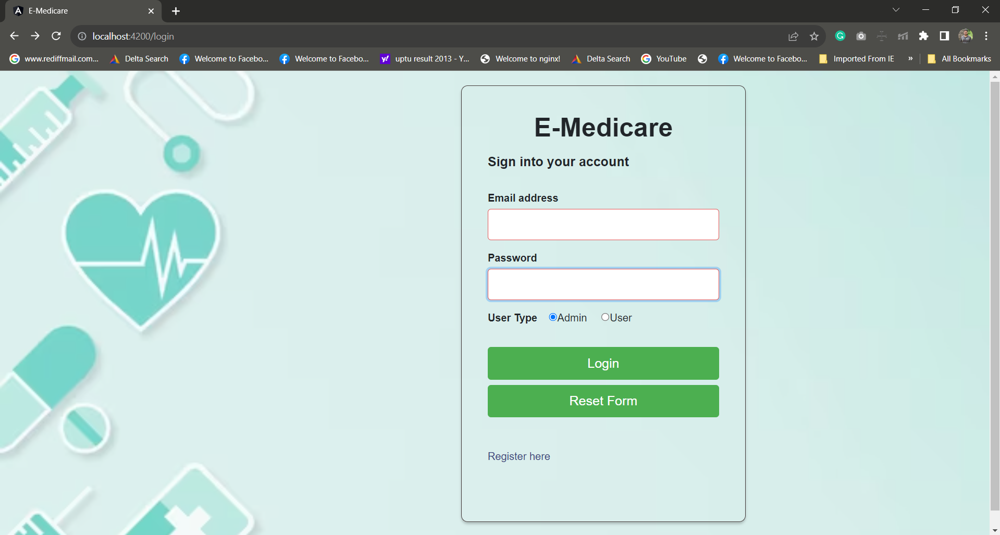 E-Medicare
localhost:4200/login
www.rediffmail.com... Delta Search Welcome to Facebo... Welcome to Facebo... uptu result 2013 - Y... Welcome to nginx! Delta Search YouTube Welcome to Facebo... Imported From IE » All Bookmarks
E-Medicare
Sign into your account
Email address
Password
User Type Admin User
Login
Reset Form
Register here